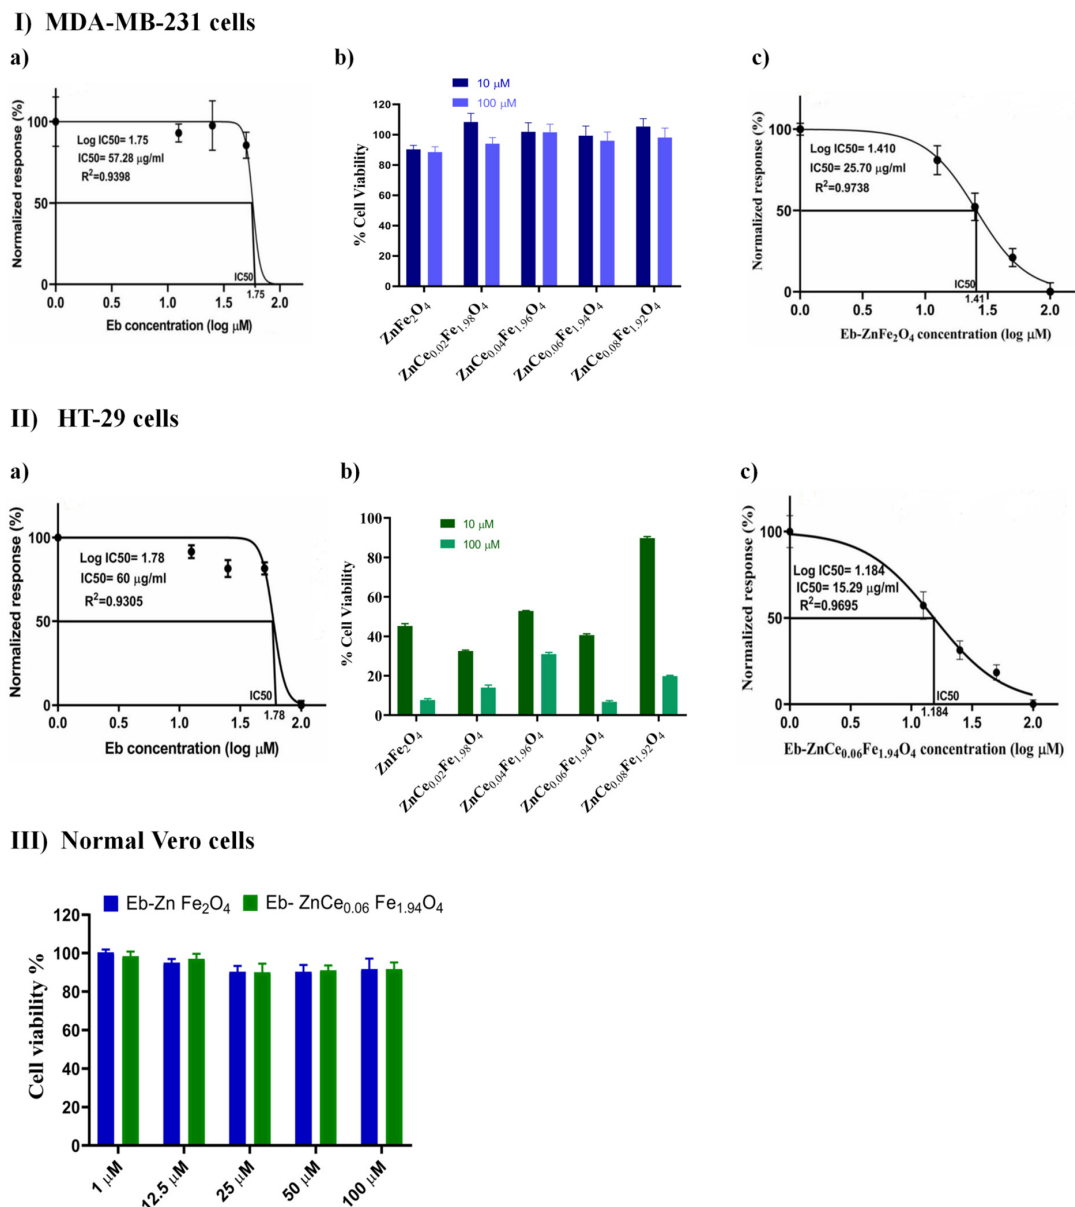 I) MDA-MB-231 cells
a)
Normalized response (%)
100
50
0
Log IC50= 1.75
IC50= 57.28 µg/ml
R²=0.9398
IC50
1.75
0.0 0.5 1.0 1.5 2.0
Eb concentration (log µM)
b)
10 µM
100 µM
% Cell Viability
120
100
80
60
40
20
0
ZnFe₂O₄
ZnCe₀.₀₂Fe₁.₉₈O₄
ZnCe₀.₀₄Fe₁.₉₆O₄
ZnCe₀.₀₆Fe₁.₉₄O₄
ZnCe₀.₀₈Fe₁.₉₂O₄
c)
Normalized response (%)
100
50
0
Log IC50= 1.410
IC50= 25.70 µg/ml
R²=0.9738
IC50
1.41
0.0 0.5 1.0 1.5 2.0
Eb-ZnFe₂O₄ concentration (log µM)
II) HT-29 cells
a)
Normalized response (%)
100
50
0
Log IC50= 1.78
IC50= 60 µg/ml
R²=0.9305
IC50
1.78
0.0 0.5 1.0 1.5 2.0
Eb concentration (log µM)
b)
10 µM
100 µM
% Cell Viability
100
80
60
40
20
0
ZnFe₂O₄
ZnCe₀.₀₂Fe₁.₉₈O₄
ZnCe₀.₀₄Fe₁.₉₆O₄
ZnCe₀.₀₆Fe₁.₉₄O₄
ZnCe₀.₀₈Fe₁.₉₂O₄
c)
Normalized response (%)
100
50
0
Log IC50= 1.184
IC50= 15.29 µg/ml
R²=0.9695
IC50
1.184
0.0 0.5 1.0 1.5 2.0
Eb-ZnCe₀.₀₆Fe₁.₉₄O₄ concentration (log µM)
III) Normal Vero cells
Eb-Zn Fe₂O₄ Eb- ZnCe₀.₀₆ Fe₁.₉₄O₄
Cell viability %
120
100
80
60
40
20
0
1 µM
12.5 µM
25 µM
50 µM
100 µM